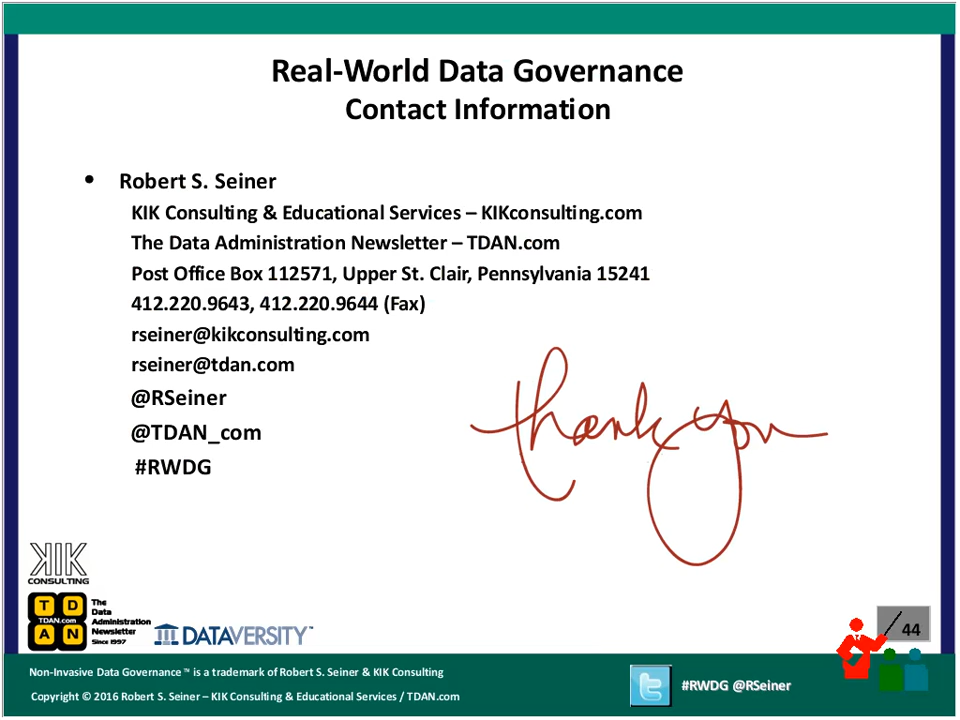 Real-World Data Governance
Contact Information
• Robert S. Seiner
KIK Consulting & Educational Services – KIKconsulting.com
The Data Administration Newsletter – TDAN.com
Post Office Box 112571, Upper St. Clair, Pennsylvania 15241
412.220.9643, 412.220.9644 (Fax)
rseiner@kikconsulting.com
rseiner@tdan.com
@RSeiner
@TDAN_com
#RWDG
thank you
KIK
CONSULTING
T D
TDAN.com
A N
The
Data
Administration
Newsletter
Since 1997
DATAVERSITY™
/ 44
Non-Invasive Data Governance™ is a trademark of Robert S. Seiner & KIK Consulting
Copyright © 2016 Robert S. Seiner – KIK Consulting & Educational Services / TDAN.com
#RWDG @RSeiner